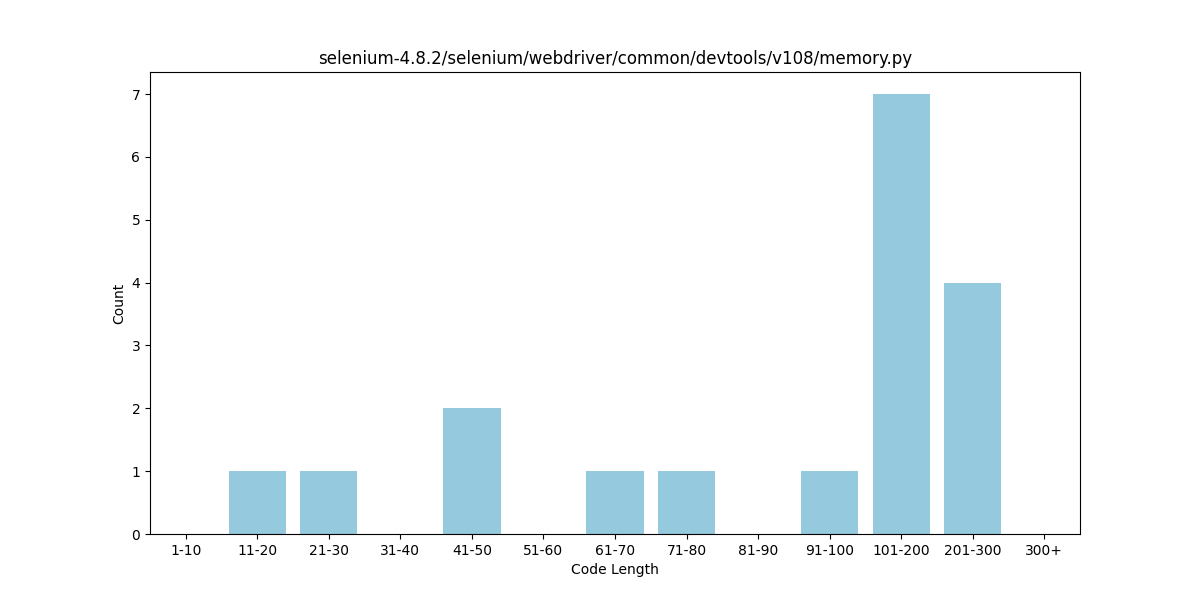 selenium-4.8.2/selenium/webdriver/common/devtools/v108/memory.py
Count
7
6
5
4
3
2
1
0
1-10 11-20 21-30 31-40 41-50 51-60 61-70 71-80 81-90 91-100 101-200 201-300 300+
Code Length